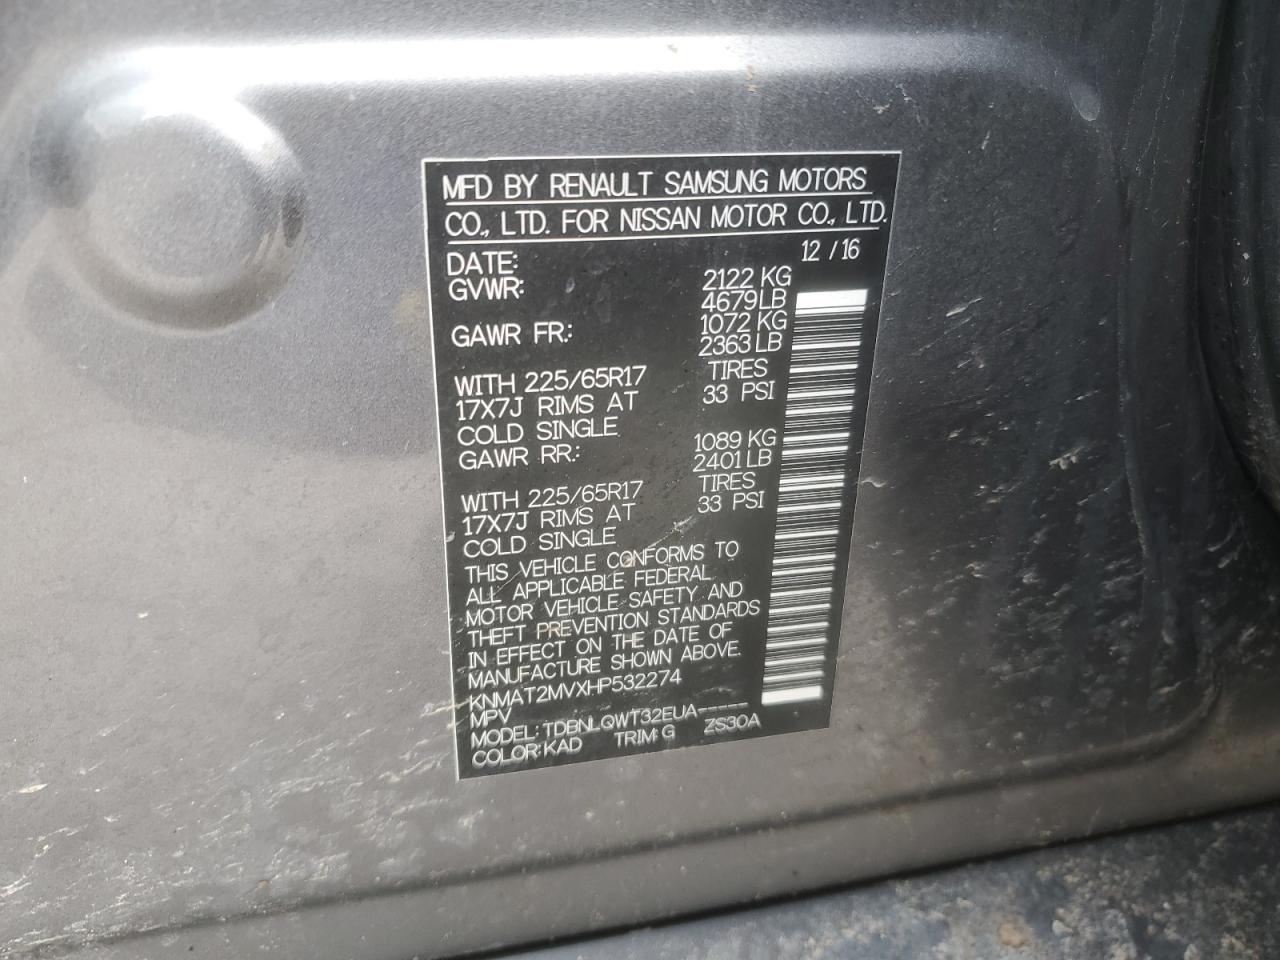 MFD BY RENAULT SAMSUNG MOTORS
CO., LTD. FOR NISSAN MOTOR CO., LTD.
DATE: 12 / 16
GVWR: 2122 KG
4679 LB
GAWR FR: 1072 KG
2363 LB
WITH 225/65R17 TIRES
17X7J RIMS AT 33 PSI
COLD SINGLE
GAWR RR: 1089 KG
2401 LB
WITH 225/65R17 TIRES
17X7J RIMS AT 33 PSI
COLD SINGLE
THIS VEHICLE CONFORMS TO
ALL APPLICABLE FEDERAL
MOTOR VEHICLE SAFETY AND
THEFT PREVENTION STANDARDS
IN EFFECT ON THE DATE OF
MANUFACTURE SHOWN ABOVE.
KNMAT2MVXHP532274
MPV
MODEL: TDBNLQWT32EUA-----
COLOR: KAD TRIM: G ZS30A